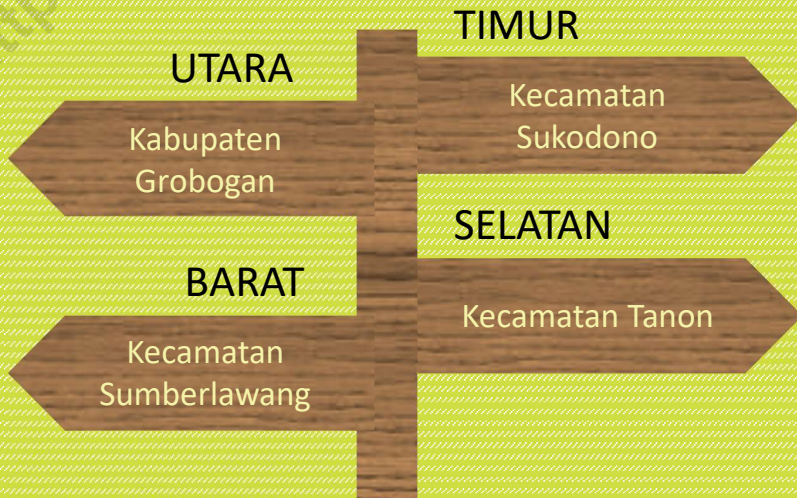 UTARA
Kabupaten
Grobogan
TIMUR
Kecamatan
Sukodono
BARAT
Kecamatan
Sumberlawang
SELATAN
Kecamatan Tanon